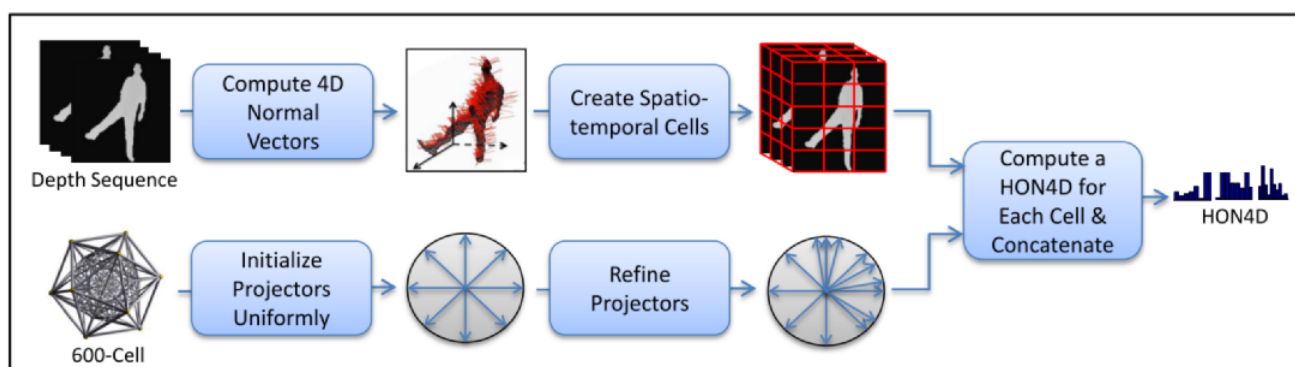 Compute 4D
Normal
Vectors
Create Spatio-
temporal Cells
Depth Sequence
Compute a
HON4D for
Each Cell &
Concatenate
HON4D
Initialize
Projectors
Uniformly
Refine
Projectors
600-Cell